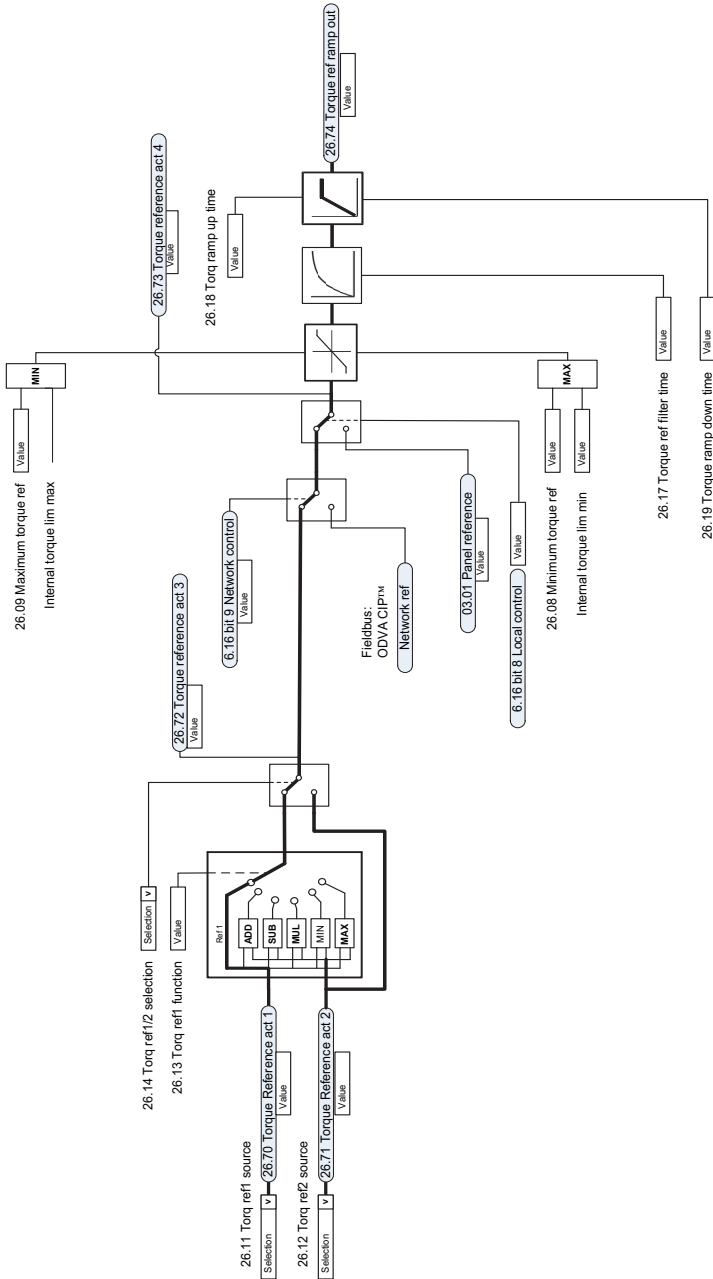 26.11 Torq ref1 source
Selection v
26.70 Torque Reference act 1
Value
26.12 Torq ref2 source
Selection v
26.71 Torque Reference act 2
Value
26.14 Torq ref1/2 selection
Selection v
26.13 Torq ref1 function
Value
Ref 1
ADD
SUB
MUL
MIN
MAX
26.72 Torque reference act 3
Value
6.16 bit 9 Network control
Value
Fieldbus:
ODVA CIP™
Network ref
03.01 Panel reference
Value
6.16 bit 8 Local control
Value
26.09 Maximum torque ref
Value
Internal torque lim max
MIN
26.73 Torque reference act 4
Value
26.08 Minimum torque ref
Value
Internal torque lim min
Value
MAX
26.18 Torq ramp up time
Value
26.17 Torque ref filter time
Value
26.19 Torque ramp down time
Value
26.74 Torque ref ramp out
Value